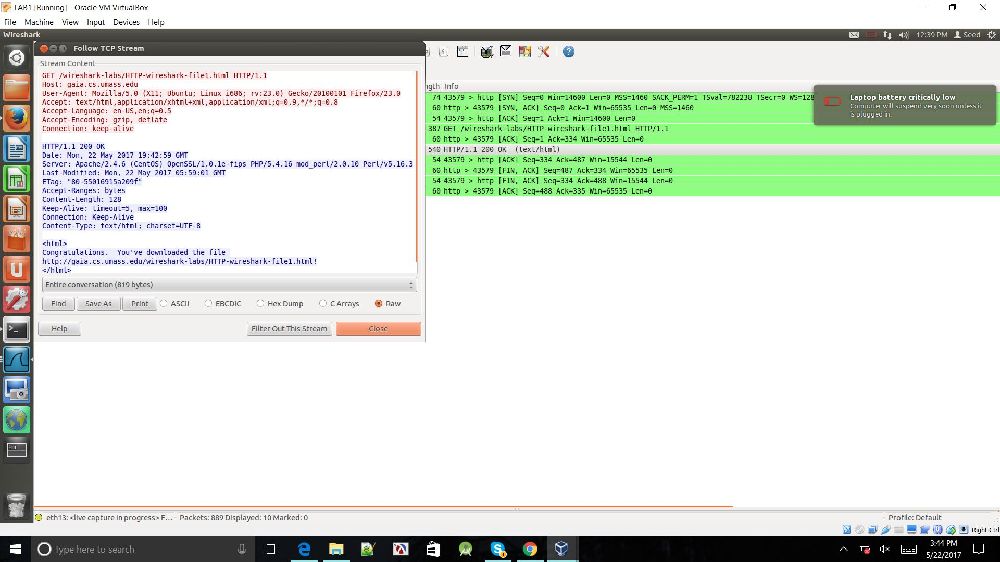 LAB1 [Running] - Oracle VM VirtualBox
File Machine View Input Devices Help
Wireshark
12:39 PM Seed
Follow TCP Stream
Stream Content
GET /wireshark-labs/HTTP-wireshark-file1.html HTTP/1.1
Host: gaia.cs.umass.edu
User-Agent: Mozilla/5.0 (X11; Ubuntu; Linux i686; rv:23.0) Gecko/20100101 Firefox/23.0
Accept: text/html,application/xhtml+xml,application/xml;q=0.9,*/*;q=0.8
Accept-Language: en-US,en;q=0.5
Accept-Encoding: gzip, deflate
Connection: keep-alive
HTTP/1.1 200 OK
Date: Mon, 22 May 2017 19:42:59 GMT
Server: Apache/2.4.6 (CentOS) OpenSSL/1.0.1e-fips PHP/5.4.16 mod_perl/2.0.10 Perl/v5.16.3
Last-Modified: Mon, 22 May 2017 05:59:01 GMT
ETag: "80-55016915a209f"
Accept-Ranges: bytes
Content-Length: 128
Keep-Alive: timeout=5, max=100
Connection: Keep-Alive
Content-Type: text/html; charset=UTF-8
<html>
Congratulations.  You've downloaded the file
http://gaia.cs.umass.edu/wireshark-labs/HTTP-wireshark-file1.html!
</html>
Entire conversation (819 bytes)
Find Save As Print ASCII EBCDIC Hex Dump C Arrays Raw
Help Filter Out This Stream Close
ngth Info
74 43579 > http [SYN] Seq=0 Win=14600 Len=0 MSS=1460 SACK_PERM=1 TSval=782238 TSecr=0 WS=128
60 http > 43579 [SYN, ACK] Seq=0 Ack=1 Win=65535 Len=0 MSS=1460
54 43579 > http [ACK] Seq=1 Ack=1 Win=14600 Len=0
387 GET /wireshark-labs/HTTP-wireshark-file1.html HTTP/1.1
60 http > 43579 [ACK] Seq=1 Ack=334 Win=65535 Len=0
540 HTTP/1.1 200 OK  (text/html)
54 43579 > http [ACK] Seq=334 Ack=487 Win=15544 Len=0
60 http > 43579 [FIN, ACK] Seq=487 Ack=334 Win=65535 Len=0
54 43579 > http [FIN, ACK] Seq=334 Ack=488 Win=15544 Len=0
60 http > 43579 [ACK] Seq=488 Ack=335 Win=65535 Len=0
Laptop battery critically low
Computer will suspend very soon unless it
is plugged in.
eth13: <live capture in progress> F... Packets: 889 Displayed: 10 Marked: 0 Profile: Default
Right Ctrl
Type here to search
3:44 PM
5/22/2017